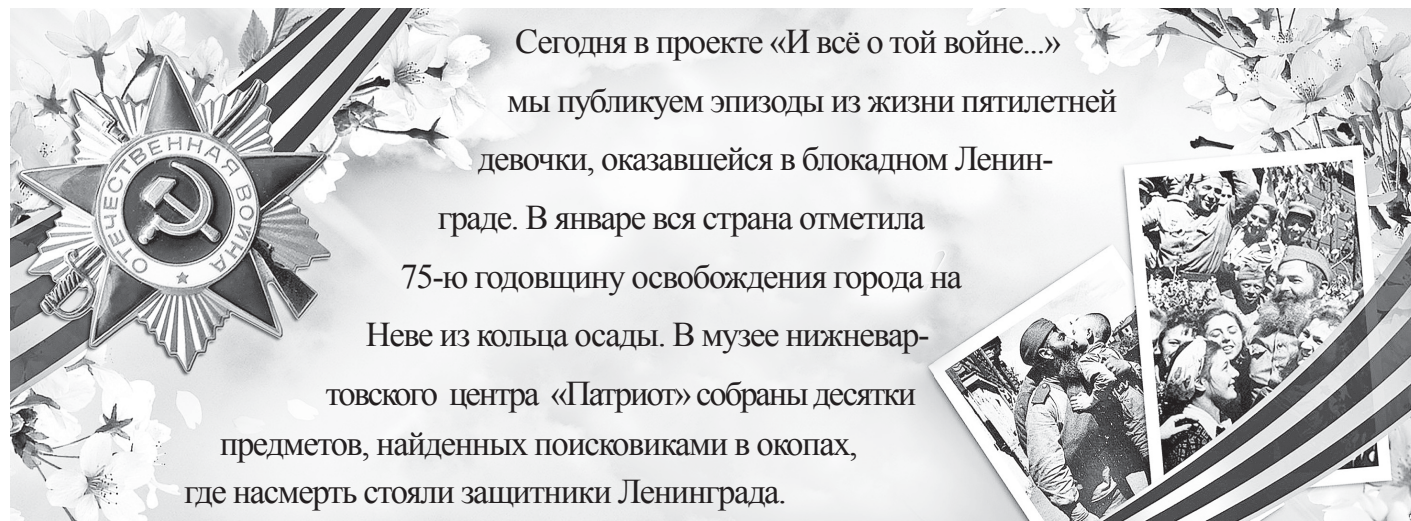 Сегодня в проекте «И всё о той войне...»
мы публикуем эпизоды из жизни пятилетней
девочки, оказавшейся в блокадном Ленин-
граде. В январе вся страна отметила
75-ю годовщину освобождения города на
Неве из кольца осады. В музее нижневар-
товского центра «Патриот» собраны десятки
предметов, найденных поисковиками в окопах,
где насмерть стояли защитники Ленинграда.
ОТЕЧЕСТВЕННАЯ ВОЙНА